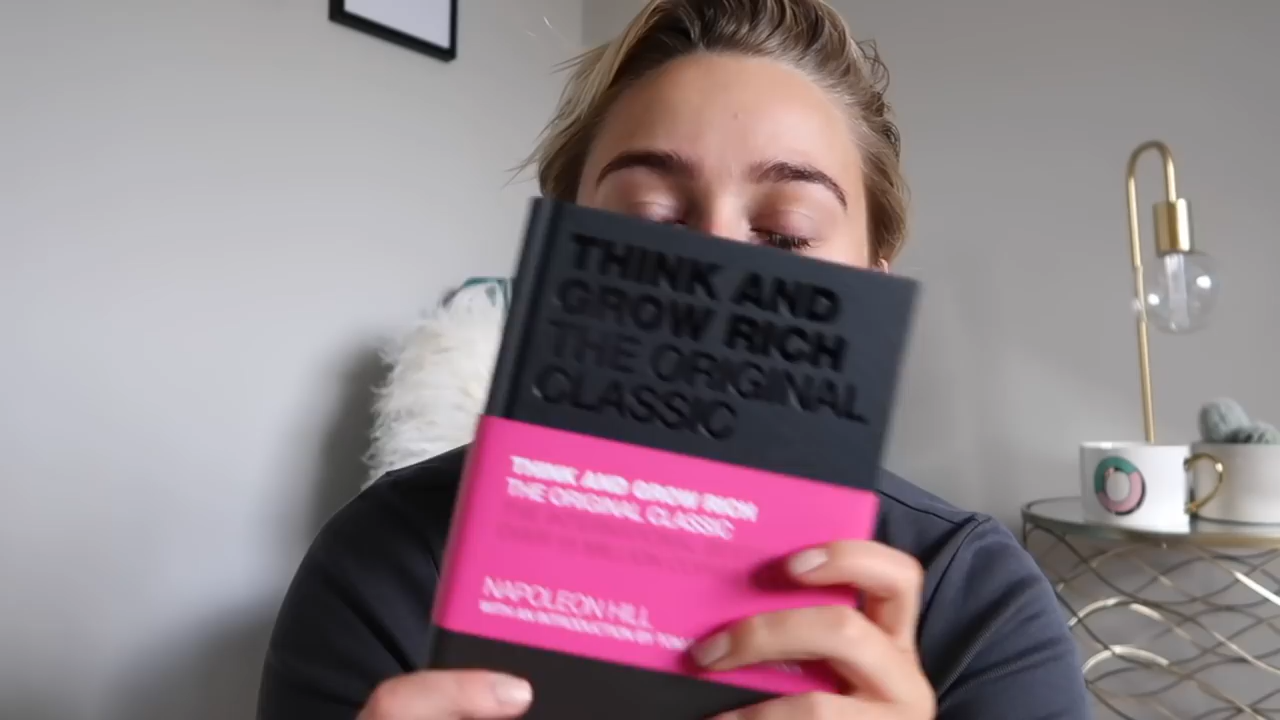 THINK AND
GROW RICH
THE ORIGINAL
CLASSIC
THINK AND GROW RICH
THE ORIGINAL CLASSIC
NAPOLEON HILL
WITH AN INTRODUCTION BY TOM